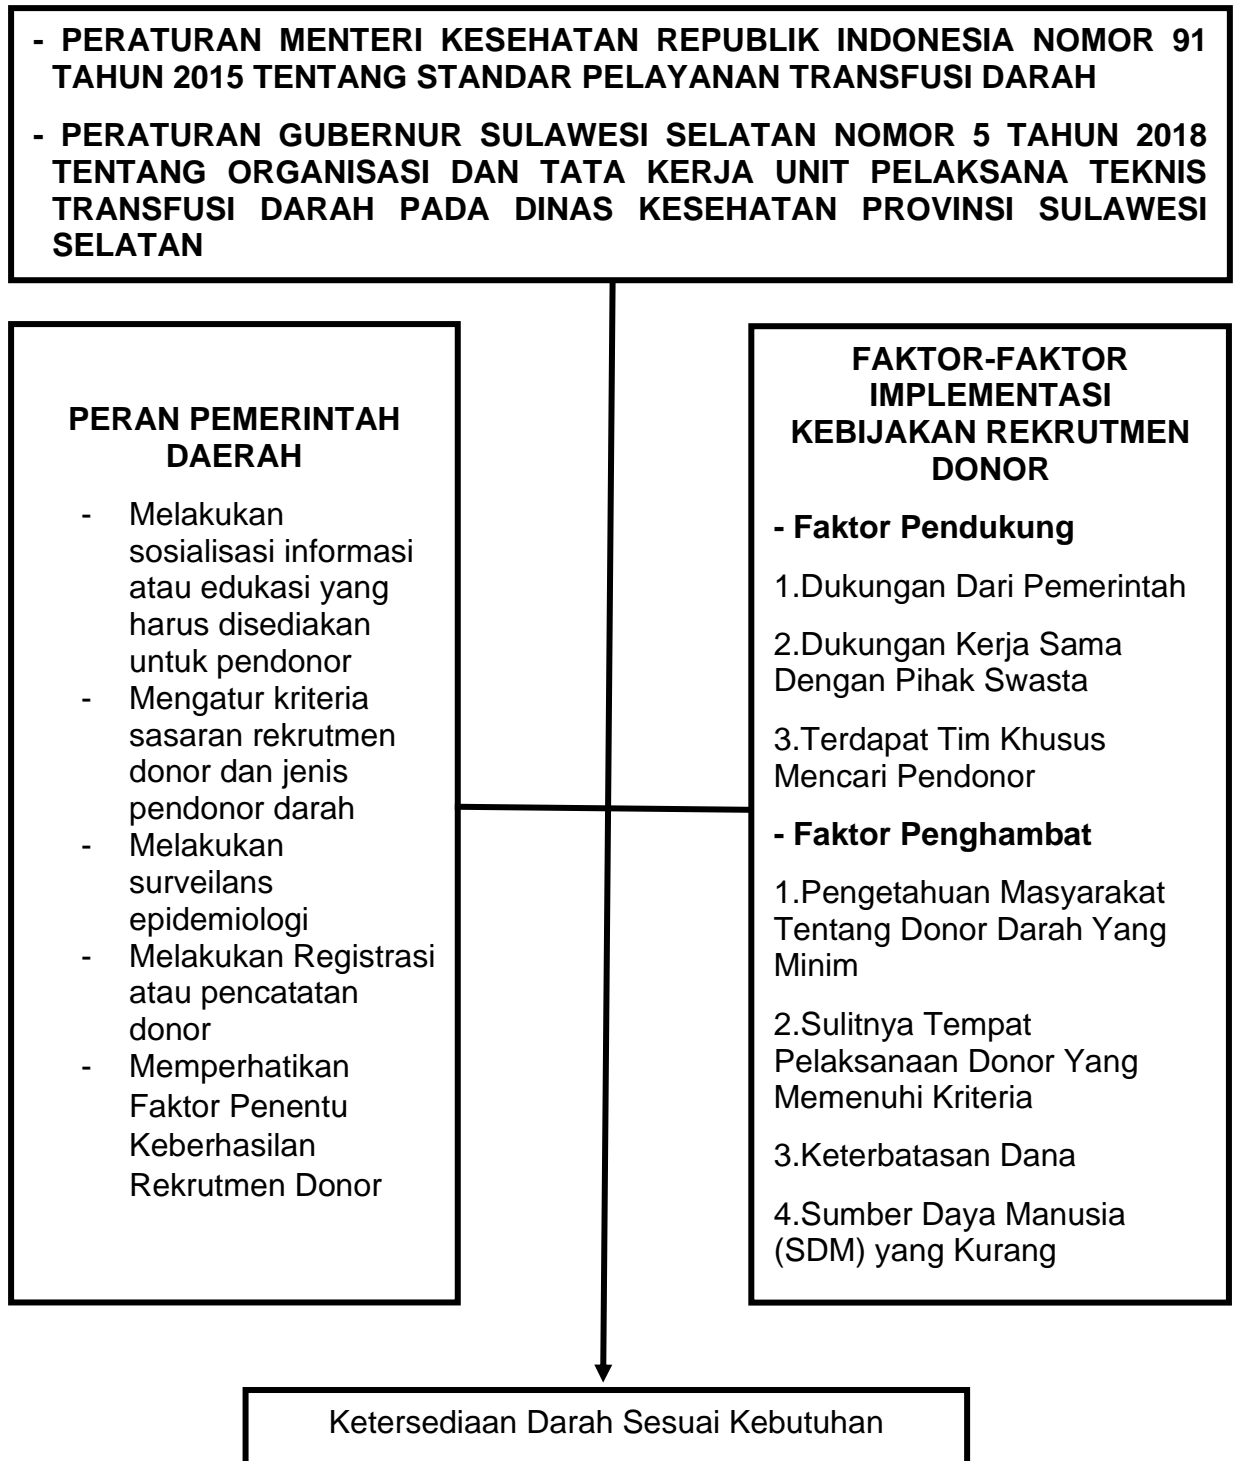 - PERATURAN MENTERI KESEHATAN REPUBLIK INDONESIA NOMOR 91
TAHUN 2015 TENTANG STANDAR PELAYANAN TRANSFUSI DARAH
- PERATURAN GUBERNUR SULAWESI SELATAN NOMOR 5 TAHUN 2018
TENTANG ORGANISASI DAN TATA KERJA UNIT PELAKSANA TEKNIS
TRANSFUSI DARAH PADA DINAS KESEHATAN PROVINSI SULAWESI
SELATAN
PERAN PEMERINTAH
DAERAH
- Melakukan
sosialisasi informasi
atau edukasi yang
harus disediakan
untuk pendonor
- Mengatur kriteria
sasaran rekrutmen
donor dan jenis
pendonor darah
- Melakukan
surveilans
epidemiologi
- Melakukan Registrasi
atau pencatatan
donor
- Memperhatikan
Faktor Penentu
Keberhasilan
Rekrutmen Donor
FAKTOR-FAKTOR
IMPLEMENTASI
KEBIJAKAN REKRUTMEN
DONOR
- Faktor Pendukung
1.Dukungan Dari Pemerintah
2.Dukungan Kerja Sama
Dengan Pihak Swasta
3.Terdapat Tim Khusus
Mencari Pendonor
- Faktor Penghambat
1.Pengetahuan Masyarakat
Tentang Donor Darah Yang
Minim
2.Sulitnya Tempat
Pelaksanaan Donor Yang
Memenuhi Kriteria
3.Keterbatasan Dana
4.Sumber Daya Manusia
(SDM) yang Kurang
Ketersediaan Darah Sesuai Kebutuhan